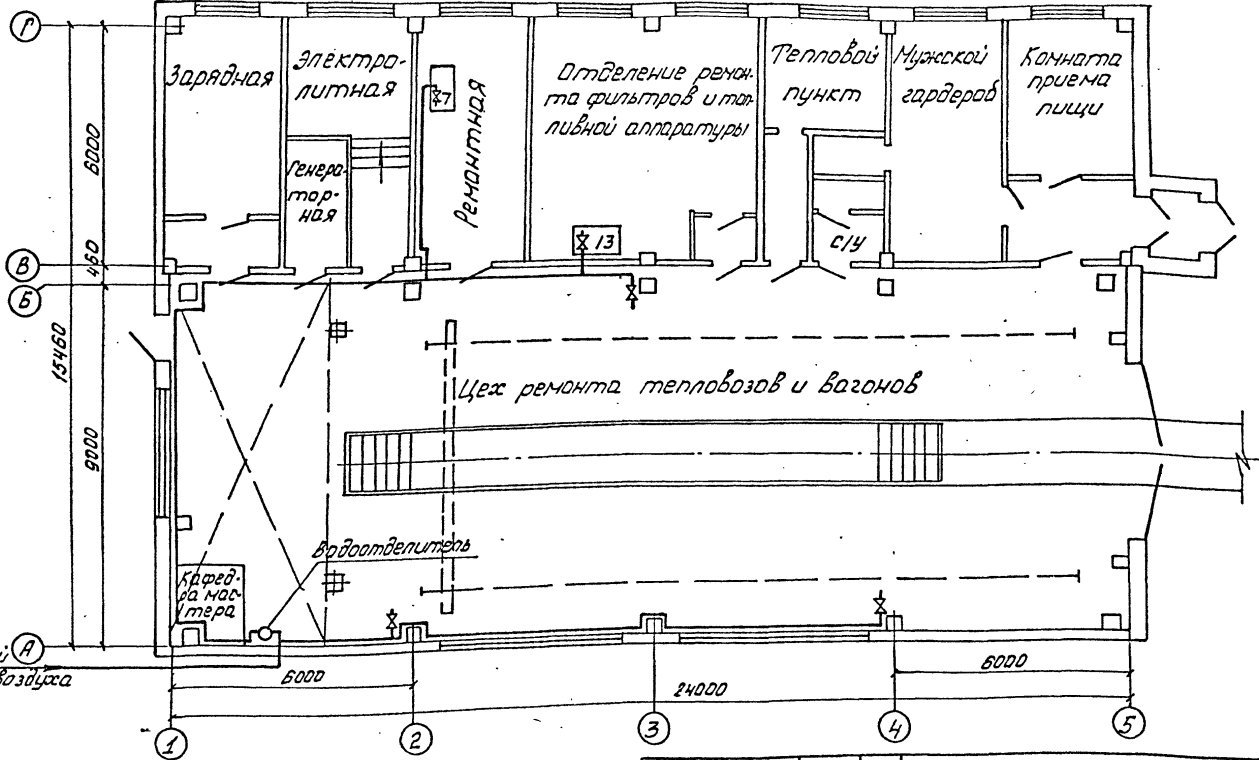 Г
Зарядная
Электро-
литная
7
Ремонтная
Отделение ремон-
та фильтров и топ-
ливной аппаратуры
Тепловой
пункт
Мужской
гардероб
Комната
приема
пищи
Генера-
тор-
ная
6000
460
13
с/у
В
Б
15460
9000
Цех ремонта тепловозов и вагонов
Водоотделитель
Кафед-
ра мас-
тера
А
воздуха
6000
24000
6000
1
2
3
4
5